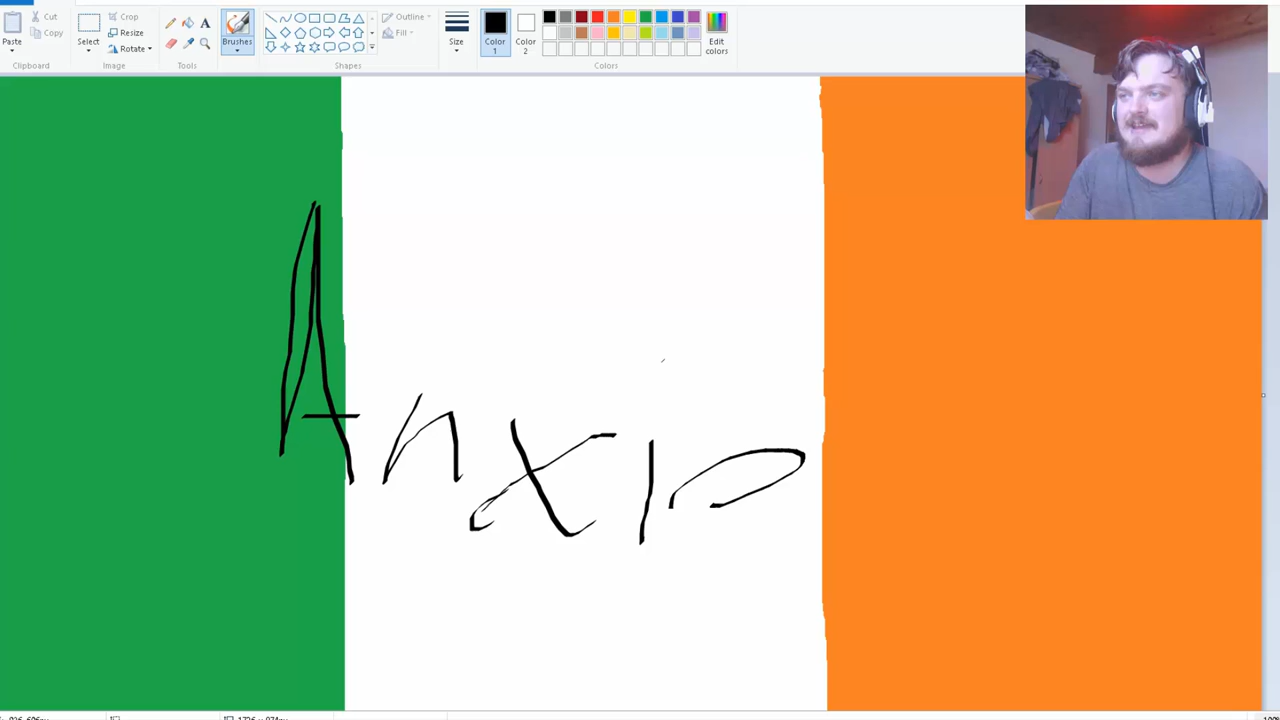 Paste
Cut
Copy
Clipboard
Select
Crop
Resize
Rotate
Image
Tools
Brushes
Shapes
Outline
Fill
Size
Color
1
Color
2
Edit
colors
Colors
Anxio